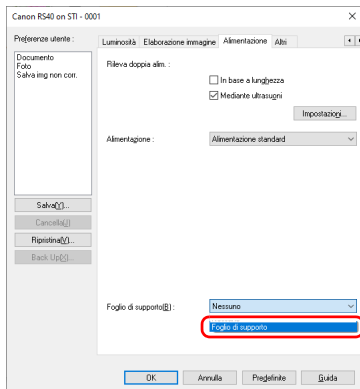 Canon RS40 on STI - 0001
Preferenze utente :
Documento
Foto
Salva img non corr.
Salva(Y)...
Cancella(J)
Ripristina(V)...
Back Up(K)...
Luminosità Elaborazione immagine Alimentazione Altri
Rileva doppia alim. :
In base a lunghezza
Mediante ultrasuoni
Impostazioni...
Alimentazione : Alimentazione standard
Foglio di supporto(B) : Nessuno
Foglio di supporto
OK Annulla Predefinite Guida